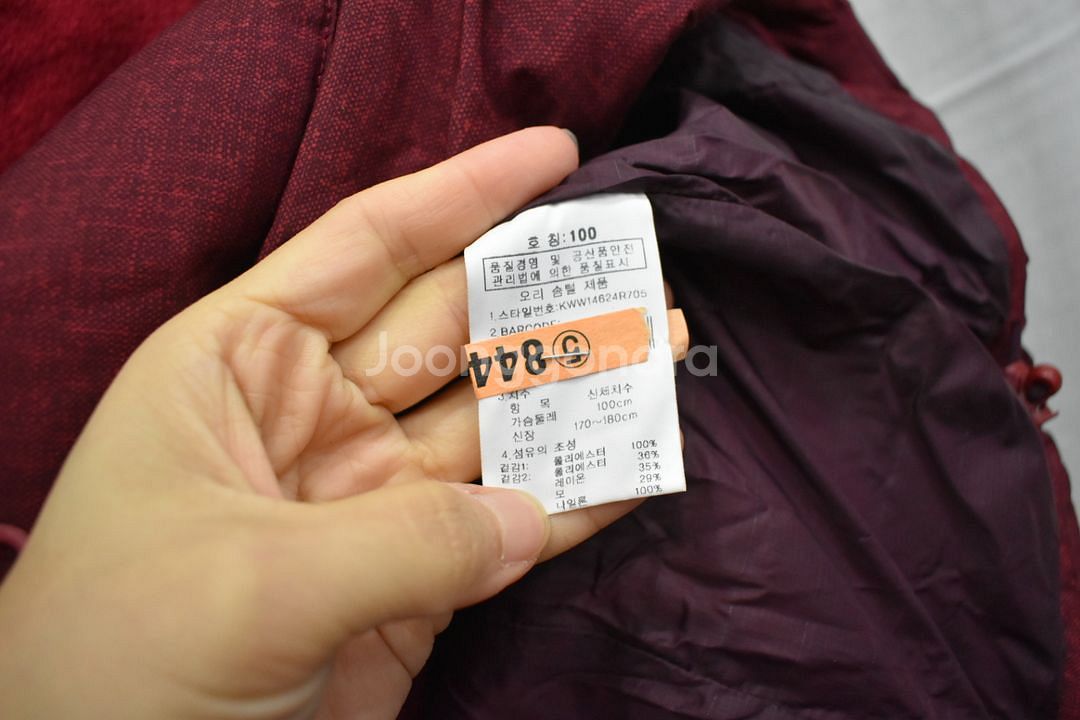 호 칭:100
품질경영 및 공산품안전
관리법에 의한 품질표시
오리 솜털 제품
1.스타일번호:KWW14624R705
2.BARCODE:
⑤ 844
Joonggonara
3.치수 신체치수
항 목 100cm
가슴둘레 170~180cm
신장
4.섬유의 조성
겉감1: 폴리에스터 100%
겉감2: 폴리에스터 36%
레이온 35%
모 29%
나일론 100%